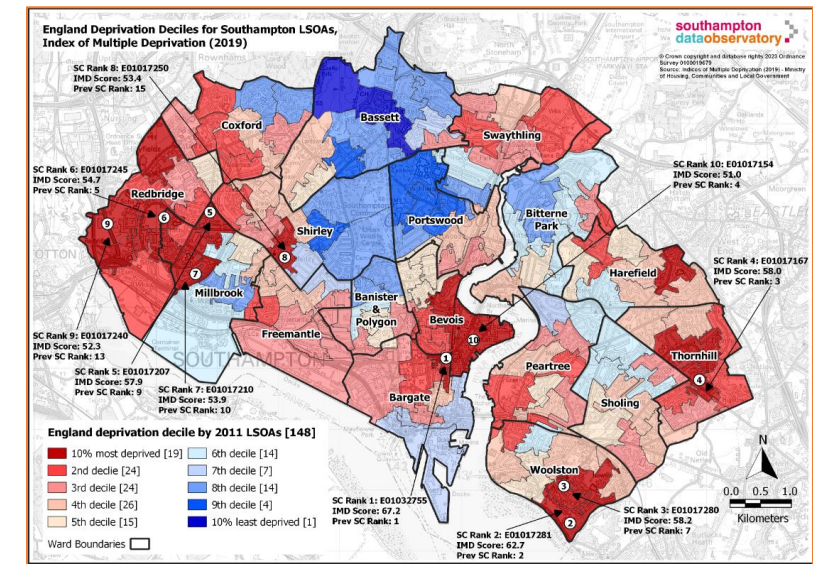 England Deprivation Deciles for Southampton LSOAs,
Index of Multiple Deprivation (2019)
southampton
dataobservatory
© Crown copyright and database rights 2023 Ordnance
Survey 0100019679
Source: Indices of Multiple Deprivation (2019) - Ministry
of Housing, Communities and Local Government
SC Rank 8: E01017250
IMD Score: 53.4
Prev SC Rank: 15
SC Rank 6: E01017245
IMD Score: 54.7
Prev SC Rank: 5
SC Rank 10: E01017154
IMD Score: 51.0
Prev SC Rank: 4
SC Rank 4: E01017167
IMD Score: 58.0
Prev SC Rank: 3
SC Rank 9: E01017240
IMD Score: 52.3
Prev SC Rank: 13
SC Rank 5: E01017207
IMD Score: 57.9
Prev SC Rank: 9
SC Rank 7: E01017210
IMD Score: 53.9
Prev SC Rank: 10
Coxford
Bassett
Swaythling
Redbridge
Shirley
Portswood
Bitterne
Park
Harefield
Millbrook
Banister
&
Polygon
Bevois
Freemantle
SOUTHAMPTON
Bargate
Peartree
Thornhill
Sholing
Woolston
9
6
5
7
8
10
1
4
3
2
England deprivation decile by 2011 LSOAs [148]
10% most deprived [19]
2nd declie [24]
3rd decile [24]
4th decile [26]
5th decile [15]
6th decile [14]
7th decile [7]
8th decile [14]
9th decile [4]
10% least deprived [1]
Ward Boundaries
SC Rank 1: E01032755
IMD Score: 67.2
Prev SC Rank: 1
SC Rank 2: E01017281
IMD Score: 62.7
Prev SC Rank: 2
SC Rank 3: E01017280
IMD Score: 58.2
Prev SC Rank: 7
N
0.0 0.5 1.0
Kilometers